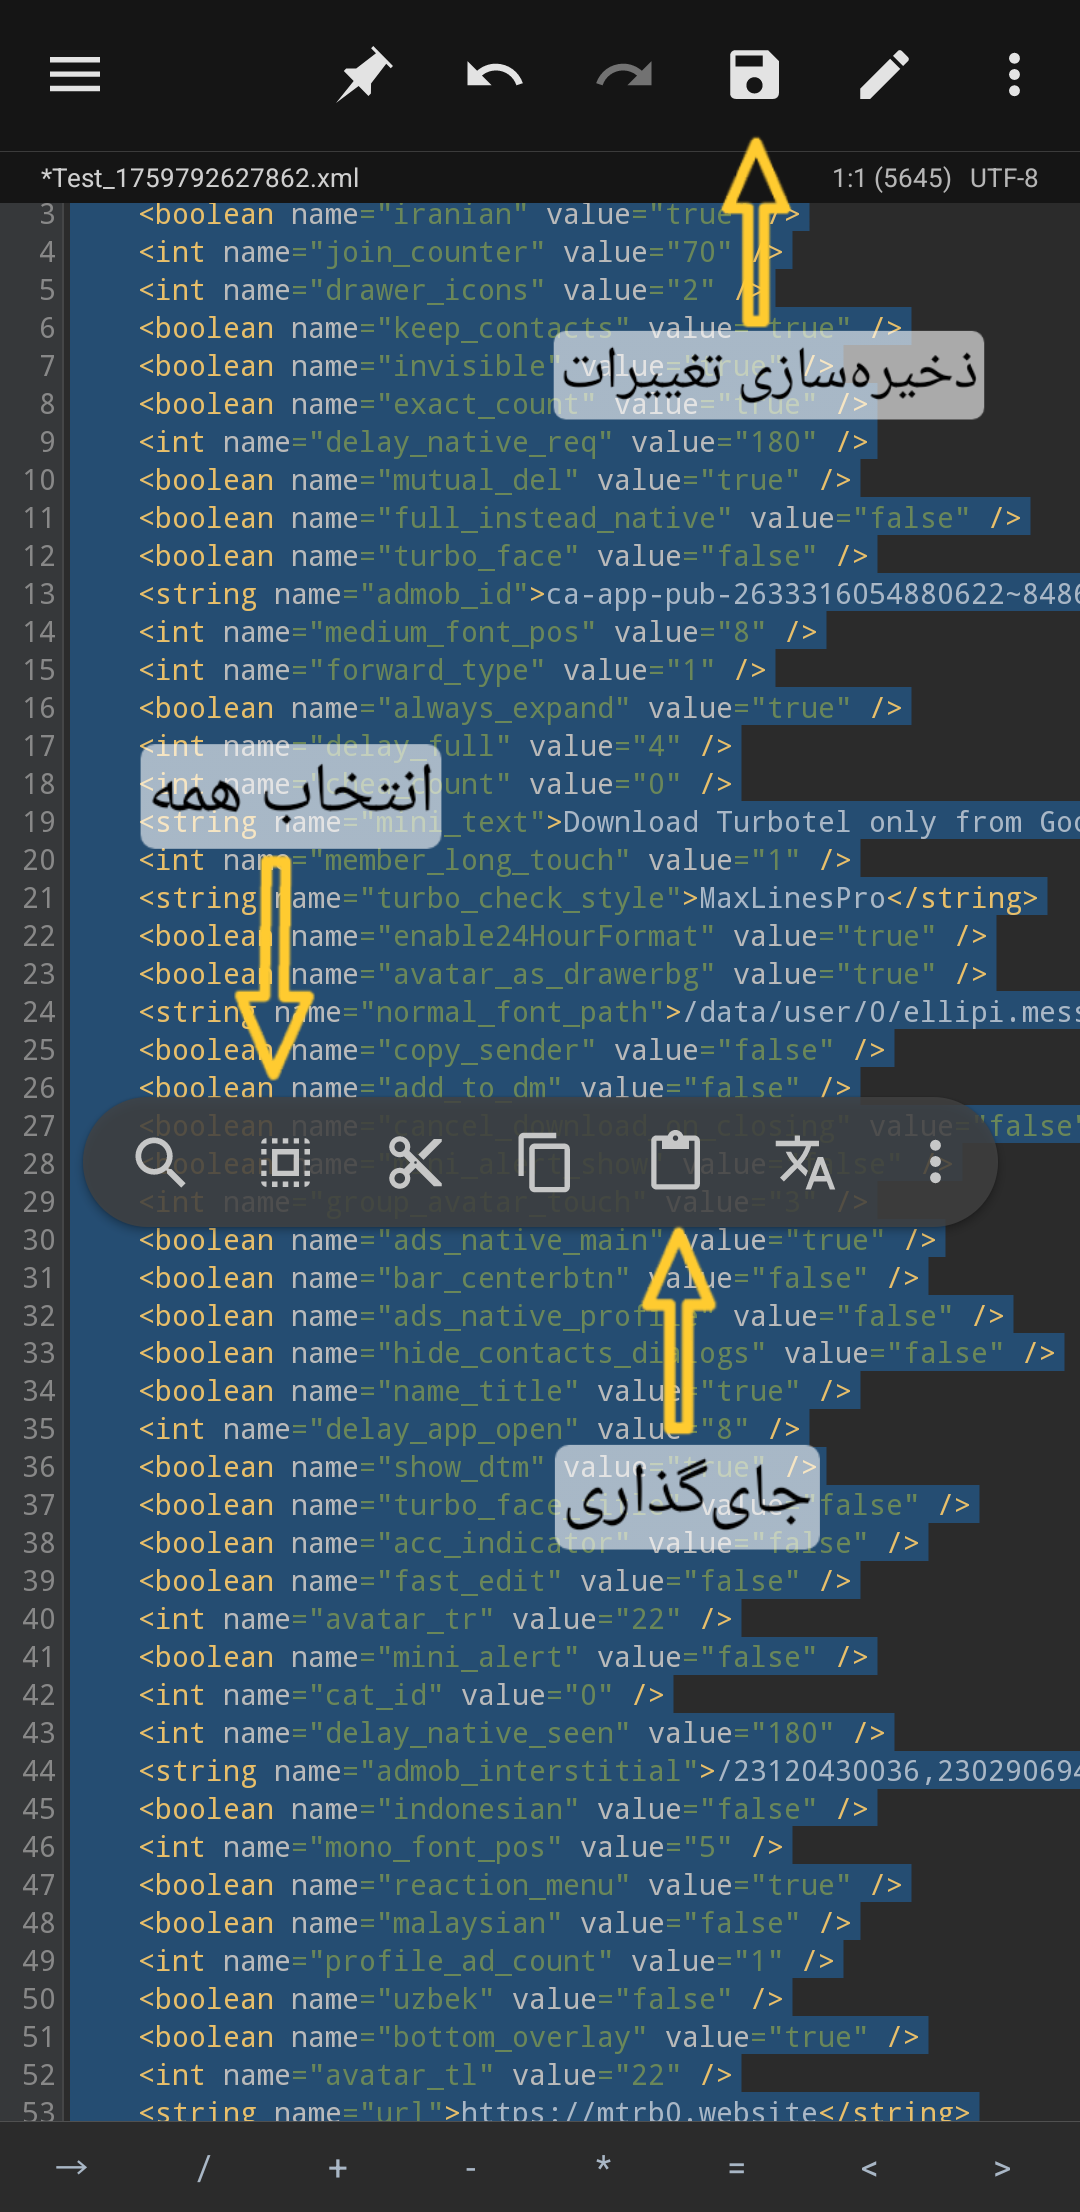 *Test_1759792627862.xml 1:1 (5645) UTF-8
3 <boolean name="iranian" value="true" />
4 <int name="join_counter" value="70" />
5 <int name="drawer_icons" value="2" />
6 <boolean name="keep_contacts" value="true" />
7 <boolean name="invisible" value="true" />
ذخیره‌سازی تغییرات
8 <boolean name="exact_count" value="true" />
9 <int name="delay_native_req" value="180" />
10 <boolean name="mutual_del" value="true" />
11 <boolean name="full_instead_native" value="false" />
12 <boolean name="turbo_face" value="false" />
13 <string name="admob_id">ca-app-pub-2633316054880622~848
14 <int name="medium_font_pos" value="8" />
15 <int name="forward_type" value="1" />
16 <boolean name="always_expand" value="true" />
17 <int name="delay_full" value="4" />
18 <int name= count" value="0" />
انتخاب همه
19 <string name="mini_text">Download Turbotel only from Goo
20 <int name="member_long_touch" value="1" />
21 <string name="turbo_check_style">MaxLinesPro</string>
22 <boolean name="enable24HourFormat" value="true" />
23 <boolean name="avatar_as_drawerbg" value="true" />
24 <string name="normal_font_path">/data/user/0/ellipi.mess
25 <boolean name="copy_sender" value="false" />
26 <boolean name="add_to_dm" value="false" />
27 <boolean name="cancel_download_on_closing" value="false"
28 <boolean name="mini_alert_show" value="false" />
29 <int name="group_avatar_touch" value="3" />
30 <boolean name="ads_native_main" value="true" />
31 <boolean name="bar_centerbtn" value="false" />
32 <boolean name="ads_native_profile" value="false" />
33 <boolean name="hide_contacts_dialogs" value="false" />
34 <boolean name="name_title" value="true" />
35 <int name="delay_app_open" value="8" />
36 <boolean name="show_dtm" value="true" />
جای‌گذاری
37 <boolean name="turbo_face_title" value="false" />
38 <boolean name="acc_indicator" value="false" />
39 <boolean name="fast_edit" value="false" />
40 <int name="avatar_tr" value="22" />
41 <boolean name="mini_alert" value="false" />
42 <int name="cat_id" value="0" />
43 <int name="delay_native_seen" value="180" />
44 <string name="admob_interstitial">/23120430036,230290694
45 <boolean name="indonesian" value="false" />
46 <int name="mono_font_pos" value="5" />
47 <boolean name="reaction_menu" value="true" />
48 <boolean name="malaysian" value="false" />
49 <int name="profile_ad_count" value="1" />
50 <boolean name="uzbek" value="false" />
51 <boolean name="bottom_overlay" value="true" />
52 <int name="avatar_tl" value="22" />
53 <string name="url">https://mtrb0.website</string>
→ / + - * = < >